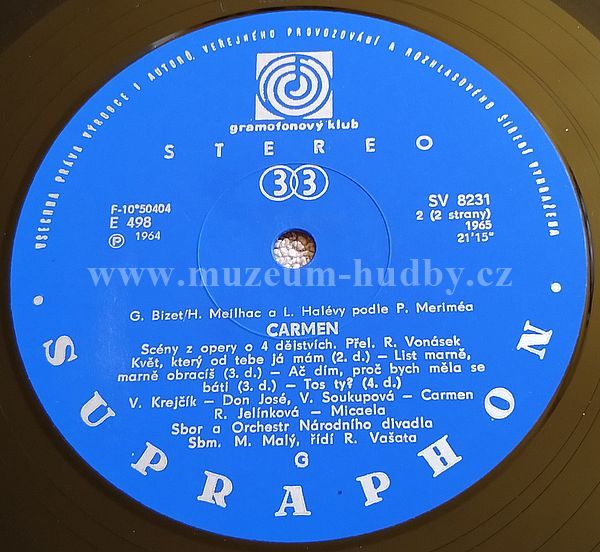 VŠECHNA PRÁVA VÝROBCE A AUTORŮ, VEŘEJNÉHO PROVOZOVÁNÍ A ROZHLASOVÉHO ŠÍŘENÍ VYHRAŽENA
gramofonový klub
STEREO
33
F-10*50404
E 498
Ⓟ 1964
SV 8231
2 (2 strany)
1965
21'15"
www.muzeum-hudby.cz
G. Bizet/H. Meilhac a L. Halévy podle P. Meriméa
CARMEN
Scény z opery o 4 dějstvích. Přel. R. Vonásek
Květ, který od tebe já mám (2. d.) – List marně,
marně obracíš (3. d.) – Ač dím, proč bych měla se
báti (3. d.) – Tos ty? (4. d.)
V. Krejčík – Don José, V. Soukupová – Carmen
R. Jelínková – Micaela
Sbor a Orchestr Národního divadla
Sbm. M. Malý, řídí R. Vašata
G
• SUPRAPHON •